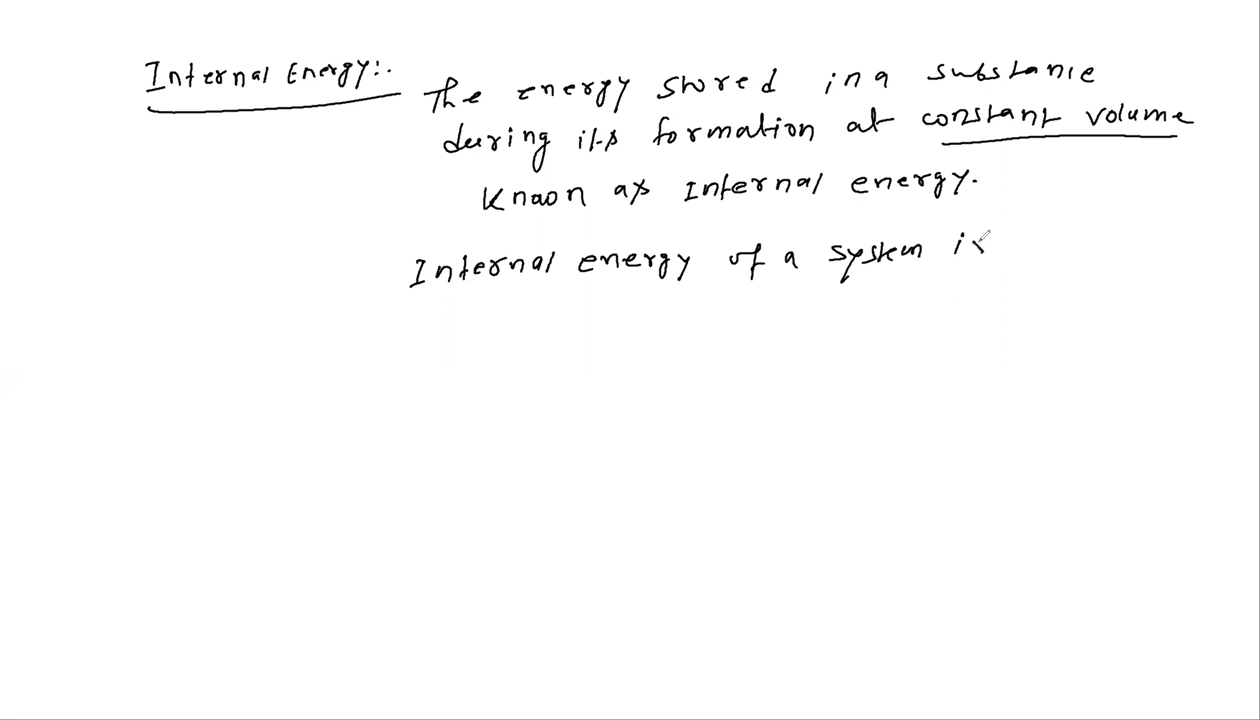 Internal Energy:. The energy stored in a substance
during its formation at constant volume
Knaon as Internal energy.
Internal energy of a system is